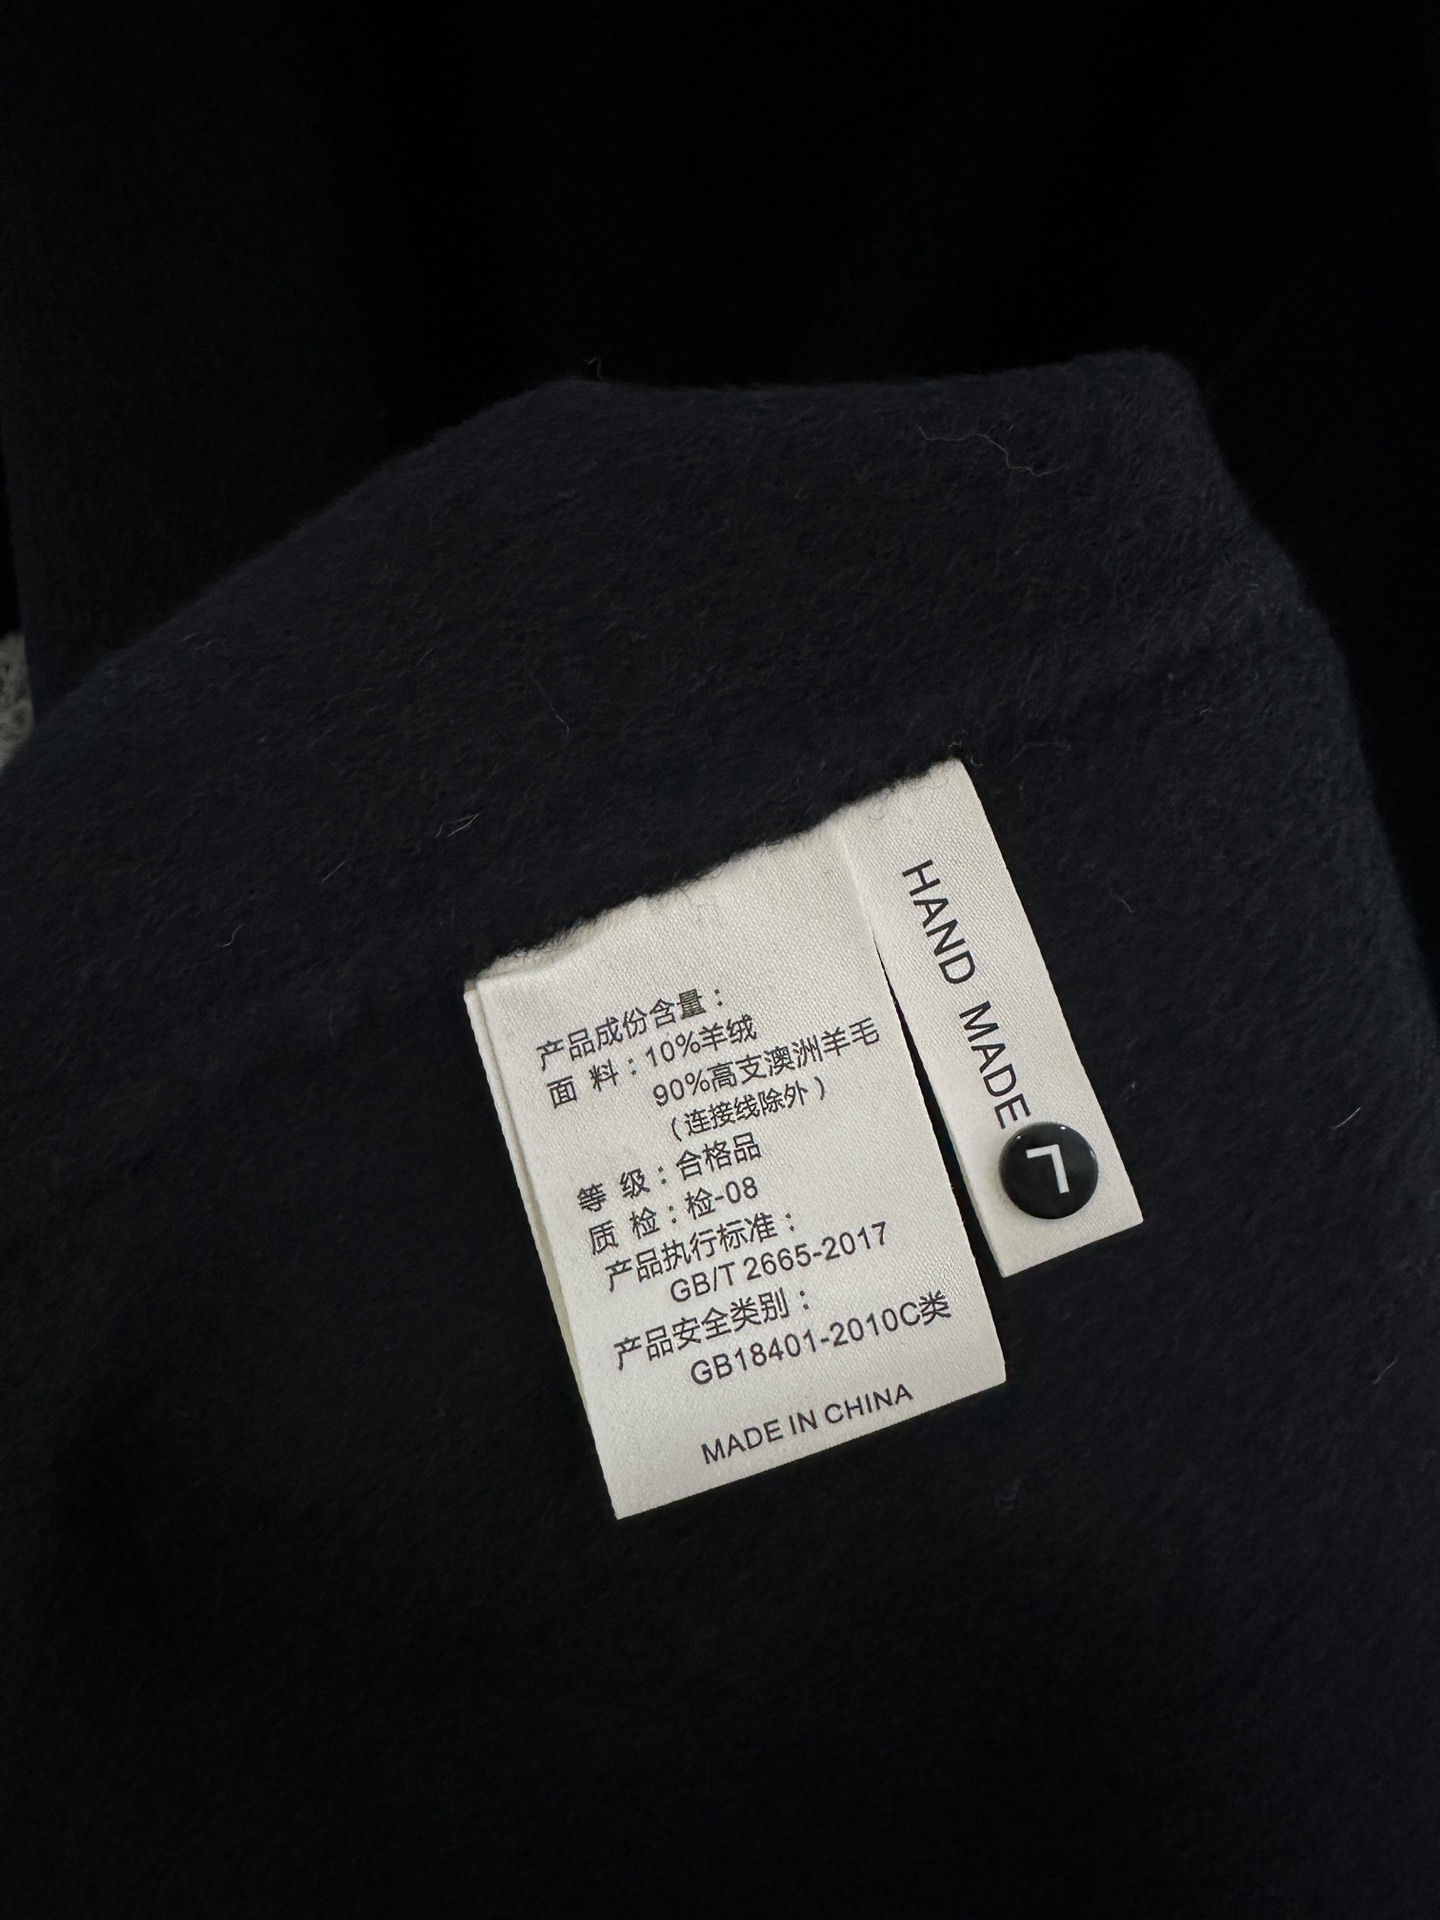 产品成份含量：
面 料：10%羊绒
90%高支澳洲羊毛
（连接线除外）
等 级：合格品
质 检：检-08
产品执行标准：
GB/T 2665-2017
产品安全类别：
GB18401-2010C类
MADE IN CHINA
HAND MADE
L